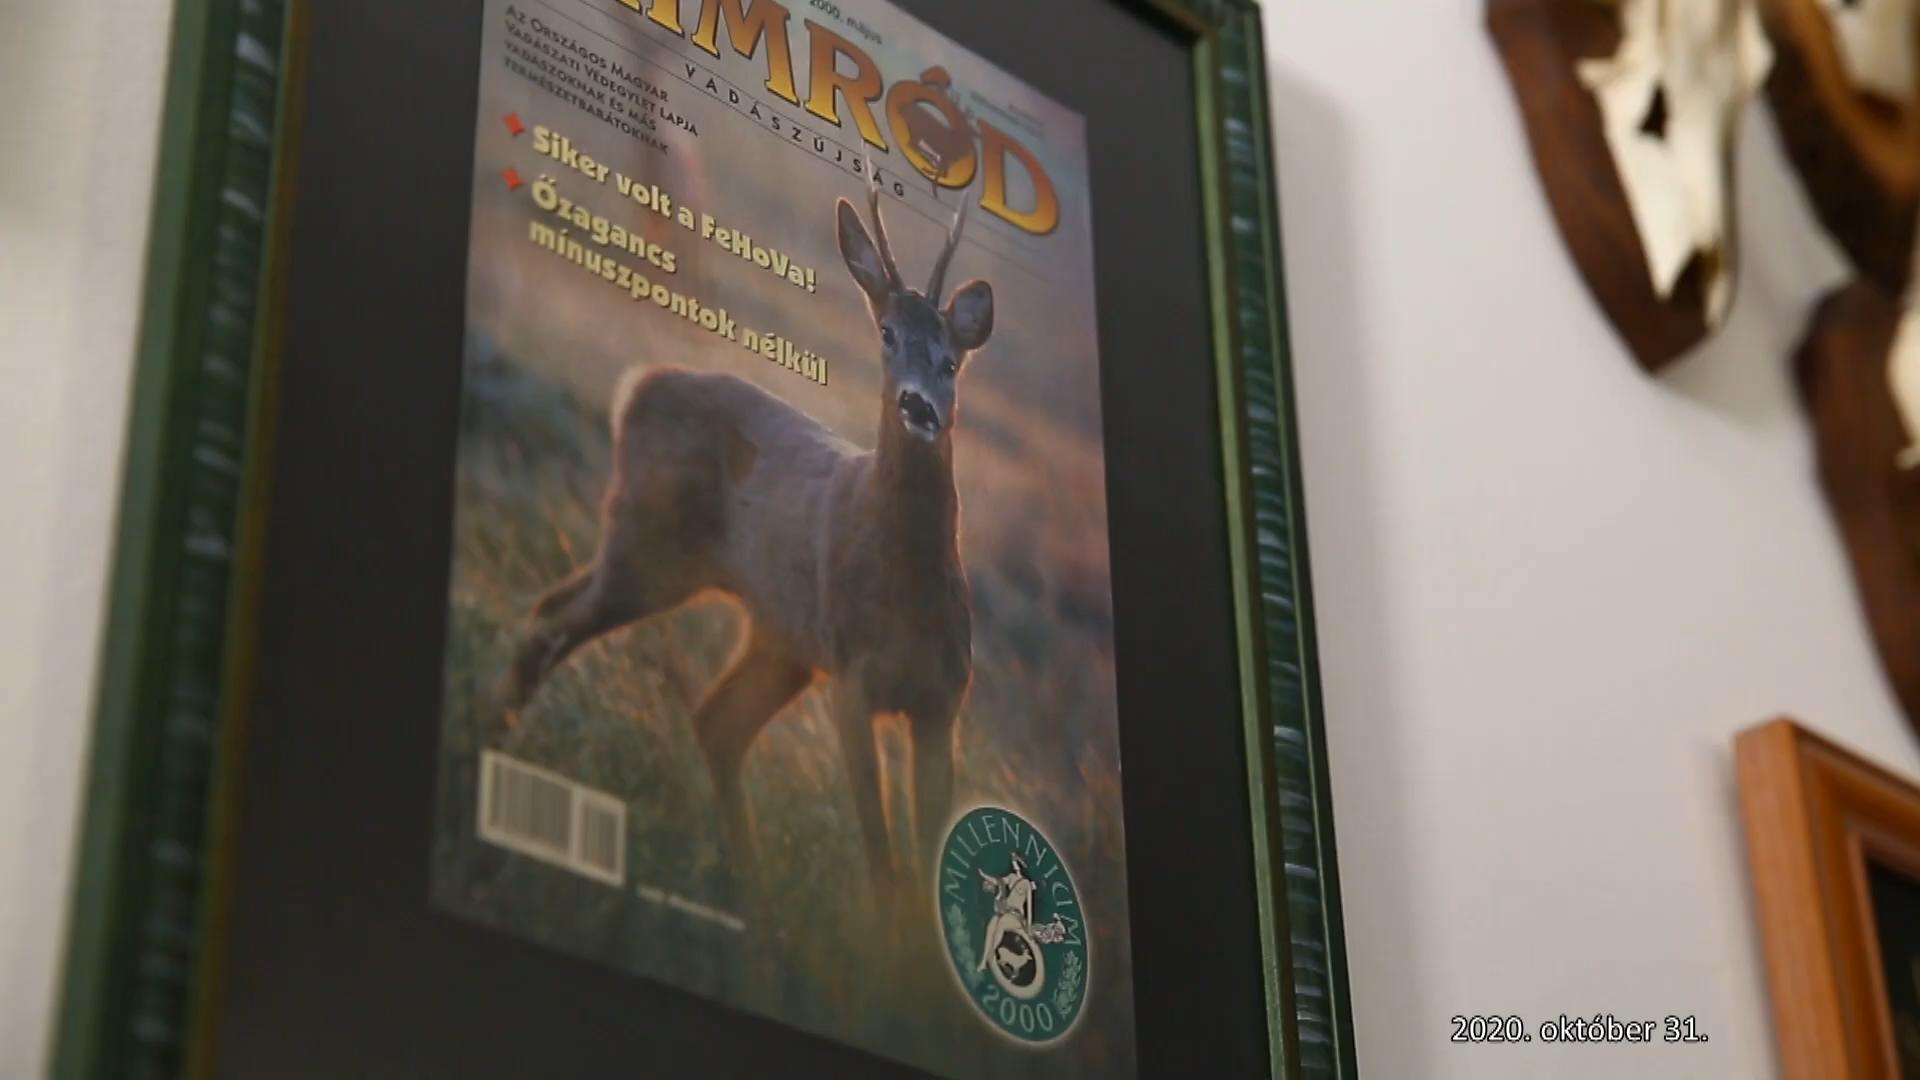 2000. május
IMRÓD
VADÁSZÚJSÁG
Az Országos Magyar
Vadászati Védegylet lapja
vadászoknak és más
természetbarátoknak
Siker volt a FeHoVa!
Őzagancs
mínuszpontok nélkül
MILLENNIUM
2000
2020. október 31.